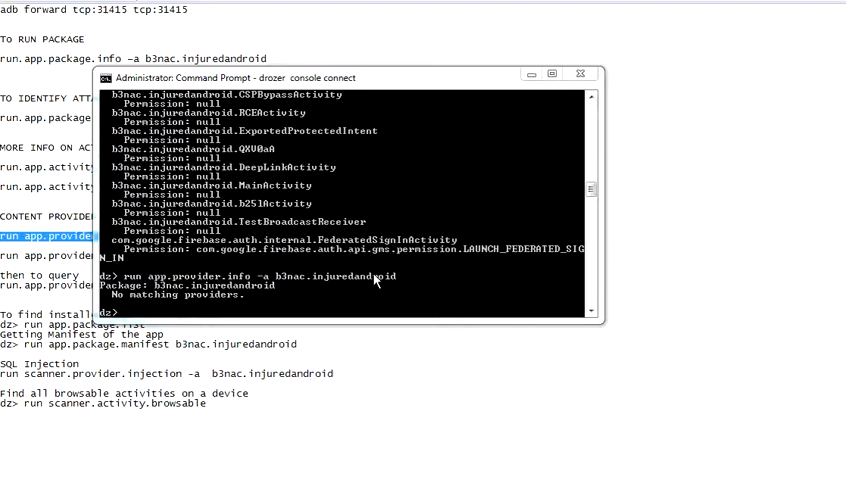 adb forward tcp:31415 tcp:31415
To RUN PACKAGE
run.app.package.info -a b3nac.injuredandroid
Administrator: Command Prompt - drozer console connect
TO IDENTIFY ATTA
run.app.package
MORE INFO ON ACT
run.app.activity
run.app.activity
CONTENT PROVIDER
run app.provider
run app.provider
then to query
run.app.provider
b3nac.injuredandroid.CSPBypassActivity
Permission: null
b3nac.injuredandroid.RCEActivity
Permission: null
b3nac.injuredandroid.ExportedProtectedIntent
Permission: null
b3nac.injuredandroid.QXV0aA
Permission: null
b3nac.injuredandroid.DeepLinkActivity
Permission: null
b3nac.injuredandroid.MainActivity
Permission: null
b3nac.injuredandroid.b25lActivity
Permission: null
b3nac.injuredandroid.TestBroadcastReceiver
Permission: null
com.google.firebase.auth.internal.FederatedSignInActivity
Permission: com.google.firebase.auth.api.gms.permission.LAUNCH_FEDERATED_SIG
N_IN
dz> run app.provider.info -a b3nac.injuredandroid
Package: b3nac.injuredandroid
No matching providers.
dz>
To find install
dz> run app.package.list
Getting Manifest of the app
dz> run app.package.manifest b3nac.injuredandroid
SQL Injection
run scanner.provider.injection -a b3nac.injuredandroid
Find all browsable activities on a device
dz> run scanner.activity.browsable